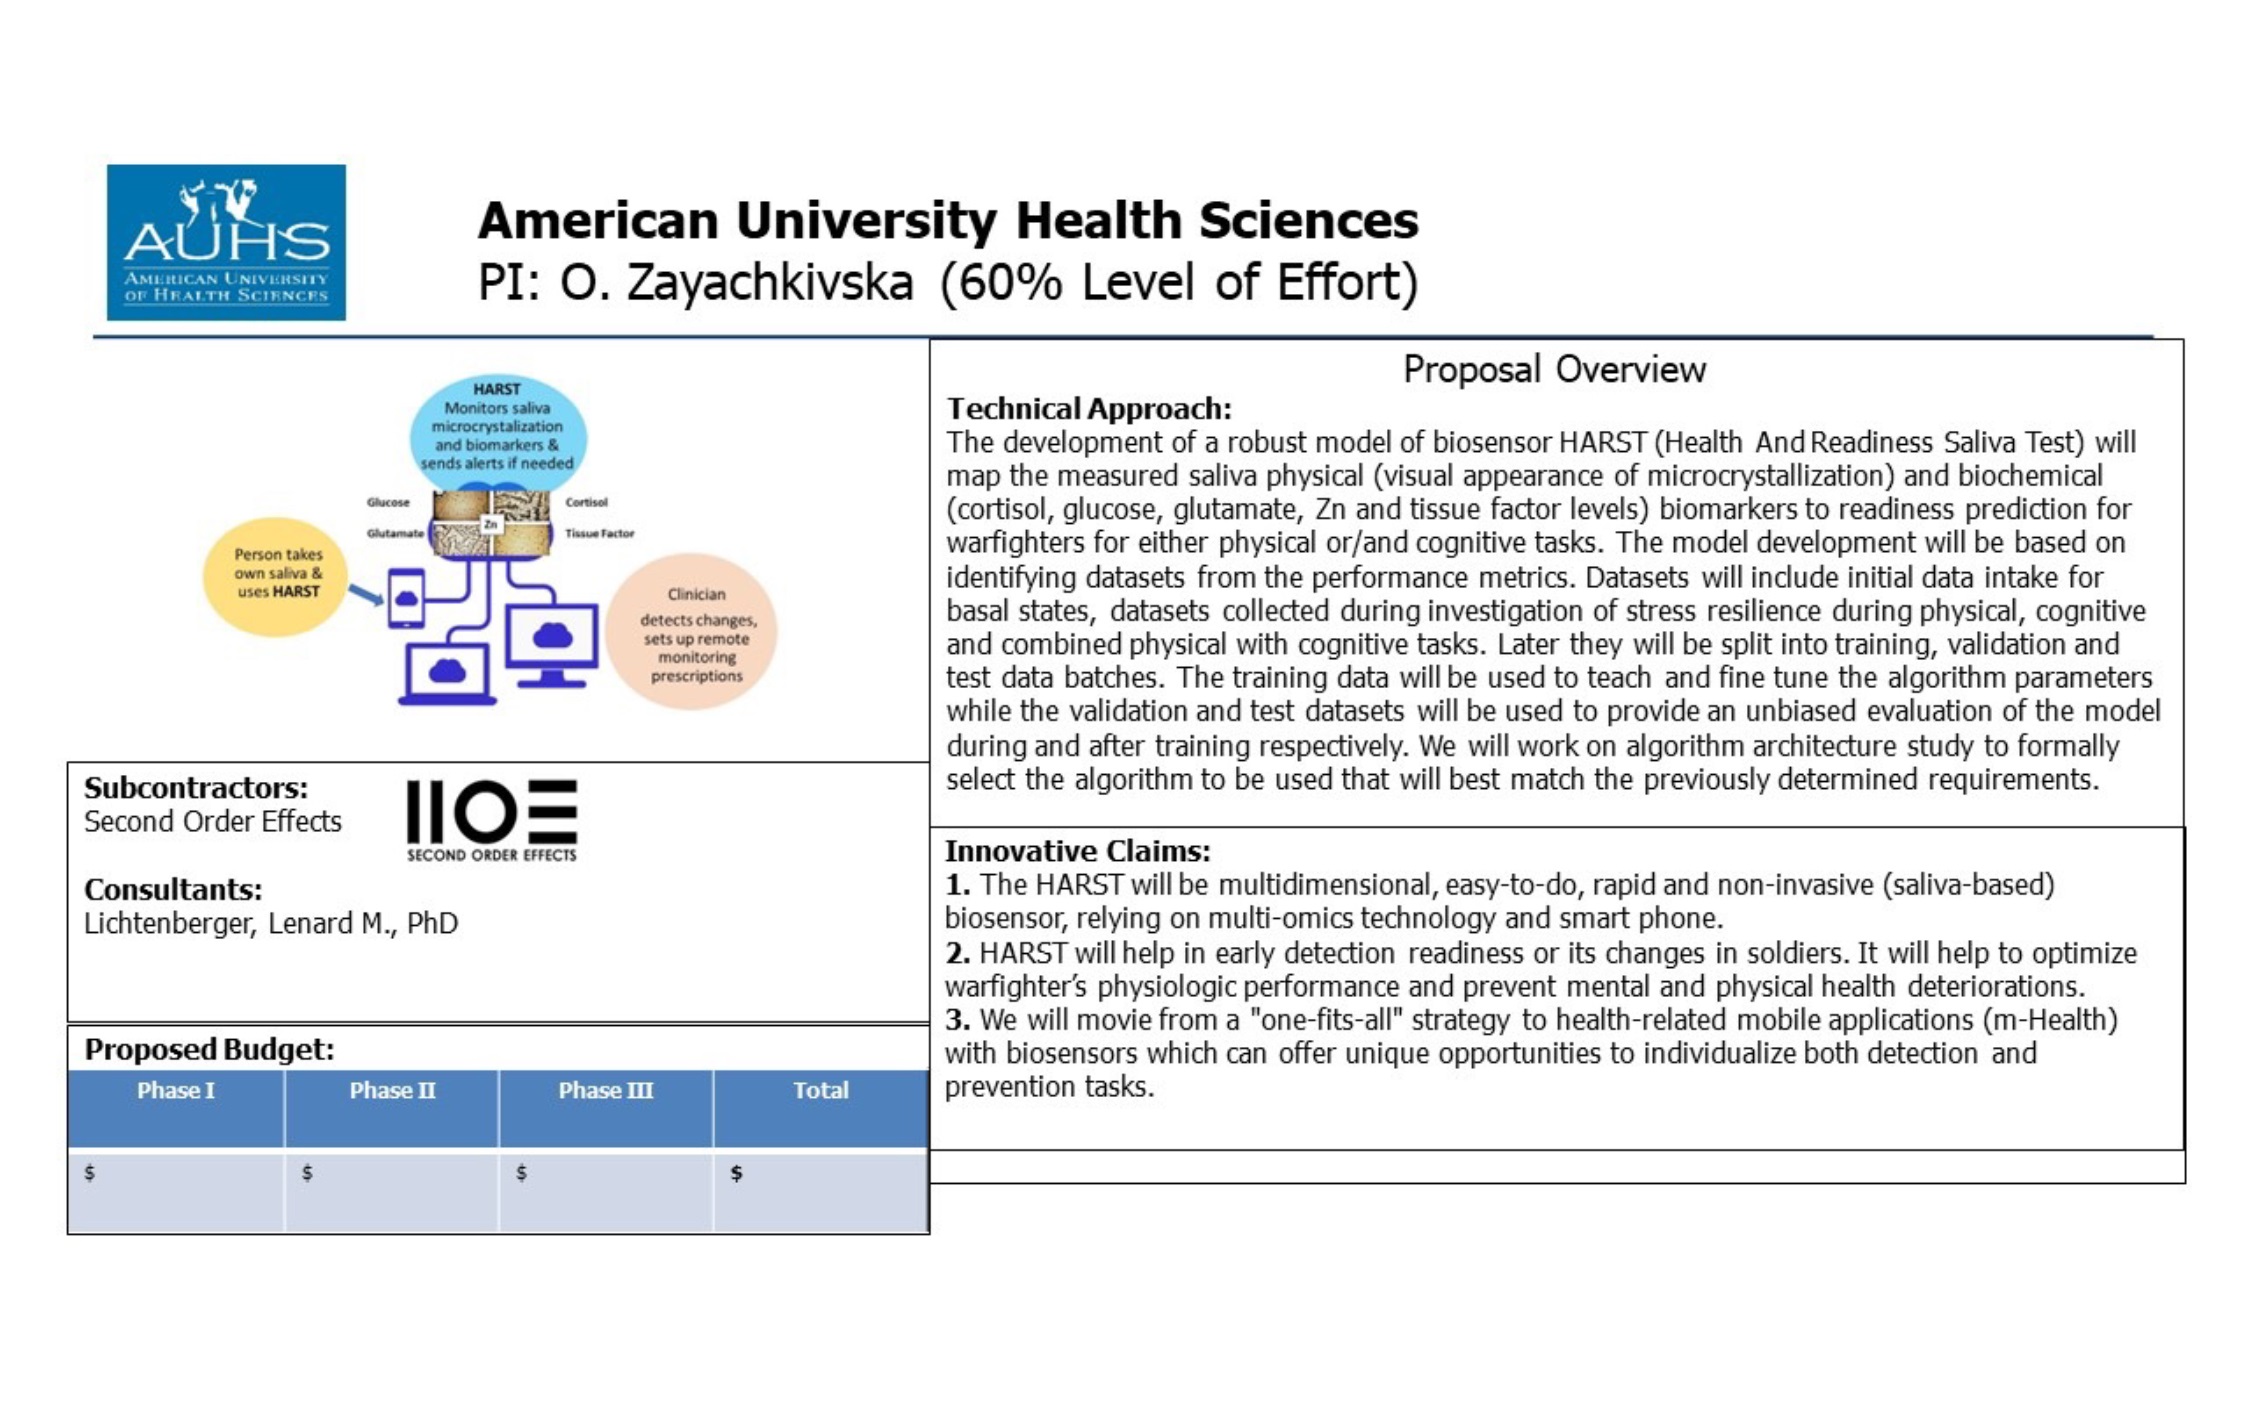 AUHS
AMERICAN UNIVERSITY
OF HEALTH SCIENCES
American University Health Sciences
PI: O. Zayachkivska (60% Level of Effort)
HARST
Monitors saliva
microcrystalization
and biomarkers &
sends alerts if needed
Glucose
Cortisol
Zn
Glutamate
Tissue Factor
Person takes
own saliva &
uses HARST
Clinician
detects changes,
sets up remote
monitoring
prescriptions
Subcontractors:
Second Order Effects
IIOE
SECOND ORDER EFFECTS
Consultants:
Lichtenberger, Lenard M., PhD
Proposed Budget:
Phase I Phase II Phase III Total
$ $ $ $
Proposal Overview
Technical Approach:
The development of a robust model of biosensor HARST (Health And Readiness Saliva Test) will
map the measured saliva physical (visual appearance of microcrystallization) and biochemical
(cortisol, glucose, glutamate, Zn and tissue factor levels) biomarkers to readiness prediction for
warfighters for either physical or/and cognitive tasks. The model development will be based on
identifying datasets from the performance metrics. Datasets will include initial data intake for
basal states, datasets collected during investigation of stress resilience during physical, cognitive
and combined physical with cognitive tasks. Later they will be split into training, validation and
test data batches. The training data will be used to teach and fine tune the algorithm parameters
while the validation and test datasets will be used to provide an unbiased evaluation of the model
during and after training respectively. We will work on algorithm architecture study to formally
select the algorithm to be used that will best match the previously determined requirements.
Innovative Claims:
1. The HARST will be multidimensional, easy-to-do, rapid and non-invasive (saliva-based)
biosensor, relying on multi-omics technology and smart phone.
2. HARST will help in early detection readiness or its changes in soldiers. It will help to optimize
warfighter's physiologic performance and prevent mental and physical health deteriorations.
3. We will movie from a "one-fits-all" strategy to health-related mobile applications (m-Health)
with biosensors which can offer unique opportunities to individualize both detection and
prevention tasks.